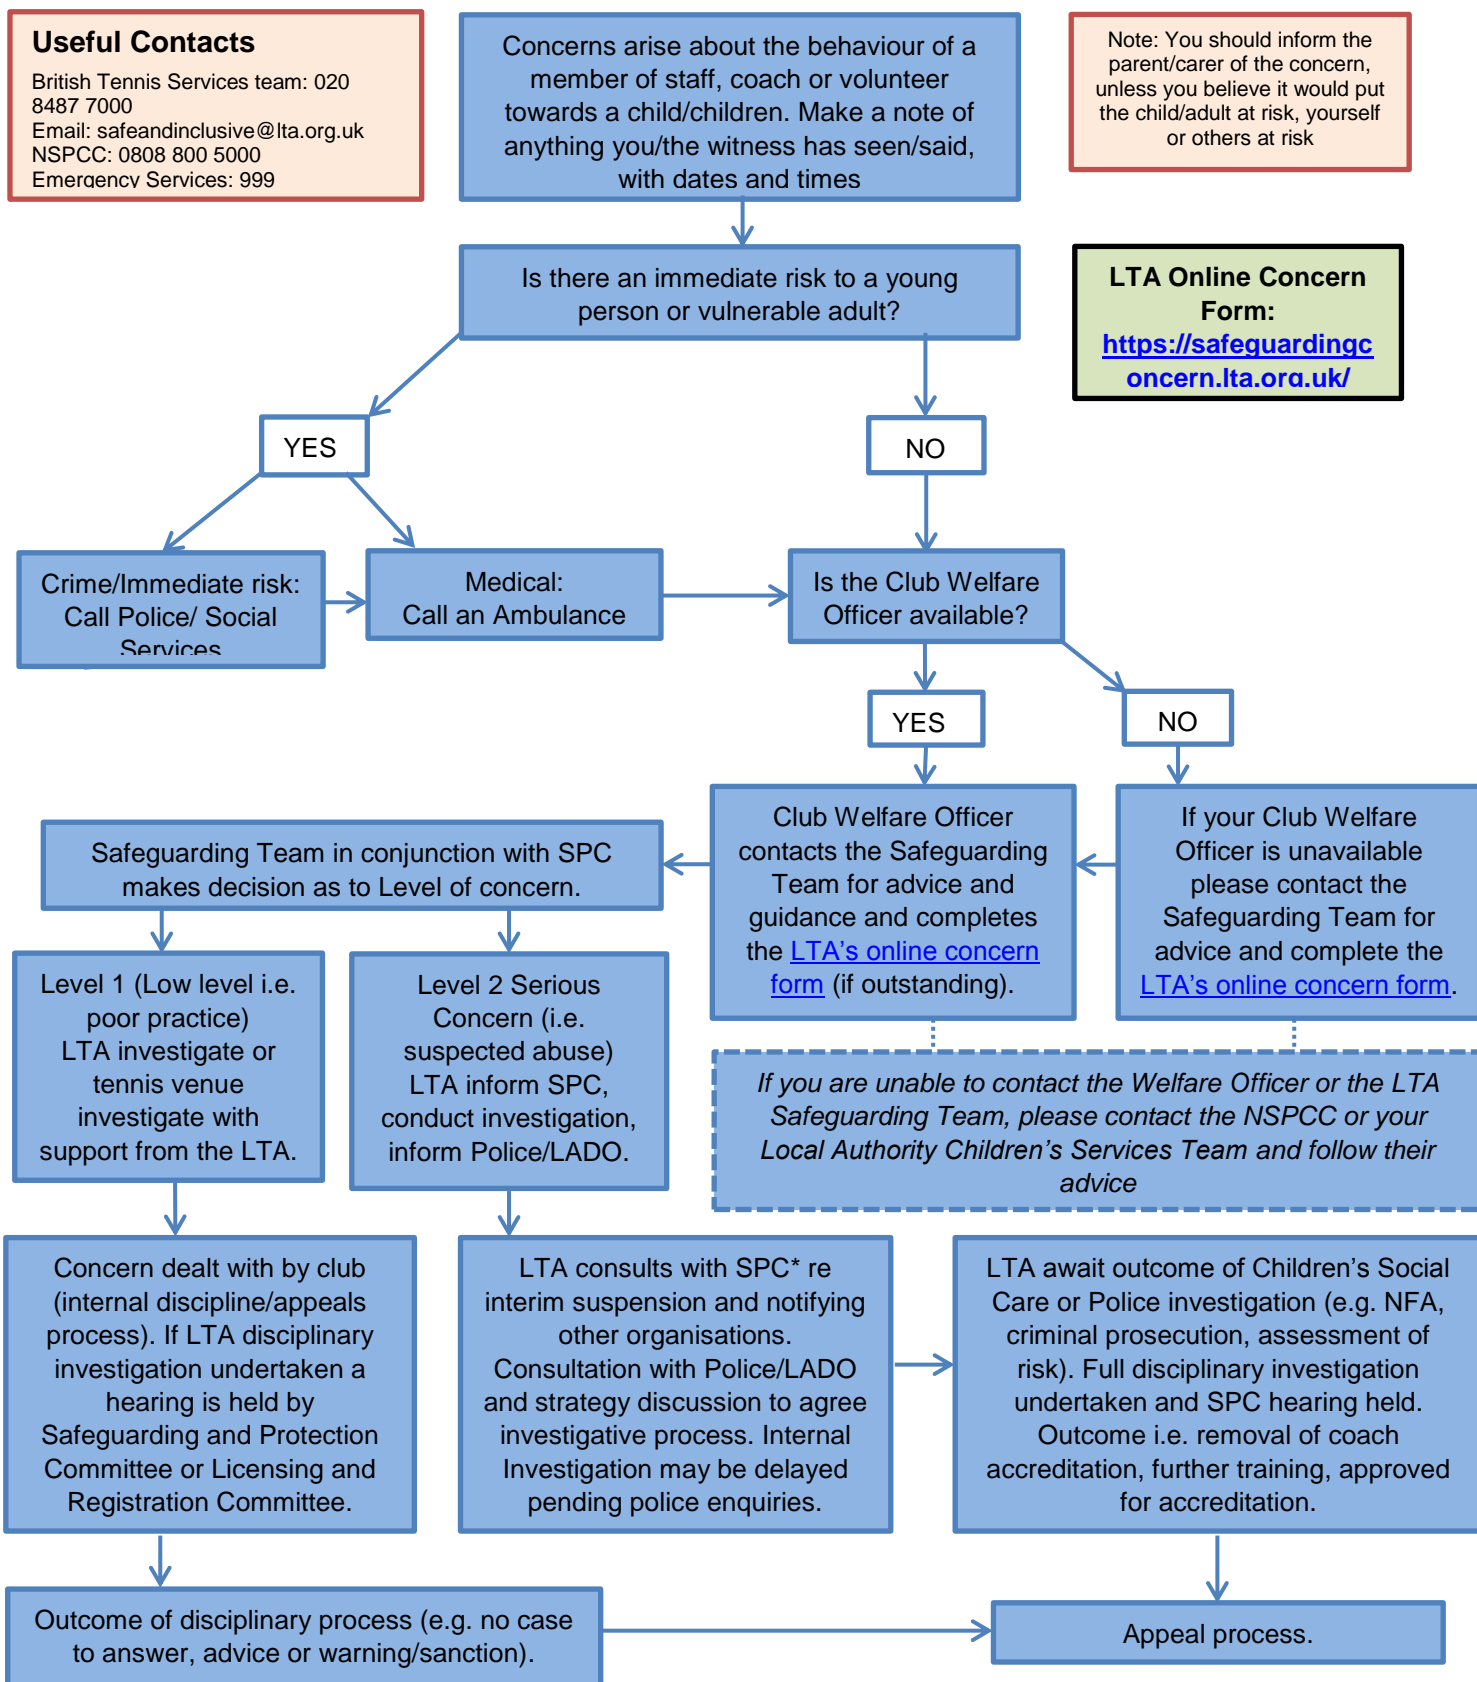 Useful Contacts
British Tennis Services team: 020
8487 7000
Email: safeandinclusive@lta.org.uk
NSPCC: 0808 800 5000
Emergency Services: 999
Concerns arise about the behaviour of a
member of staff, coach or volunteer
towards a child/children. Make a note of
anything you/the witness has seen/said,
with dates and times
Note: You should inform the
parent/carer of the concern,
unless you believe it would put
the child/adult at risk, yourself
or others at risk
Is there an immediate risk to a young
person or vulnerable adult?
LTA Online Concern
Form:
https://safeguardingc
oncern.lta.org.uk/
YES
NO
Crime/Immediate risk:
Call Police/ Social
Services
Medical:
Call an Ambulance
Is the Club Welfare
Officer available?
YES
NO
Club Welfare Officer
contacts the Safeguarding
Team for advice and
guidance and completes
the LTA's online concern
form (if outstanding).
If your Club Welfare
Officer is unavailable
please contact the
Safeguarding Team for
advice and complete the
LTA's online concern form.
Safeguarding Team in conjunction with SPC
makes decision as to Level of concern.
Level 1 (Low level i.e.
poor practice)
LTA investigate or
tennis venue
investigate with
support from the LTA.
Level 2 Serious
Concern (i.e.
suspected abuse)
LTA inform SPC,
conduct investigation,
inform Police/LADO.
If you are unable to contact the Welfare Officer or the LTA
Safeguarding Team, please contact the NSPCC or your
Local Authority Children's Services Team and follow their
advice
Concern dealt with by club
(internal discipline/appeals
process). If LTA disciplinary
investigation undertaken a
hearing is held by
Safeguarding and Protection
Committee or Licensing and
Registration Committee.
LTA consults with SPC* re
interim suspension and notifying
other organisations.
Consultation with Police/LADO
and strategy discussion to agree
investigative process. Internal
Investigation may be delayed
pending police enquiries.
LTA await outcome of Children's Social
Care or Police investigation (e.g. NFA,
criminal prosecution, assessment of
risk). Full disciplinary investigation
undertaken and SPC hearing held.
Outcome i.e. removal of coach
accreditation, further training, approved
for accreditation.
Outcome of disciplinary process (e.g. no case
to answer, advice or warning/sanction).
Appeal process.